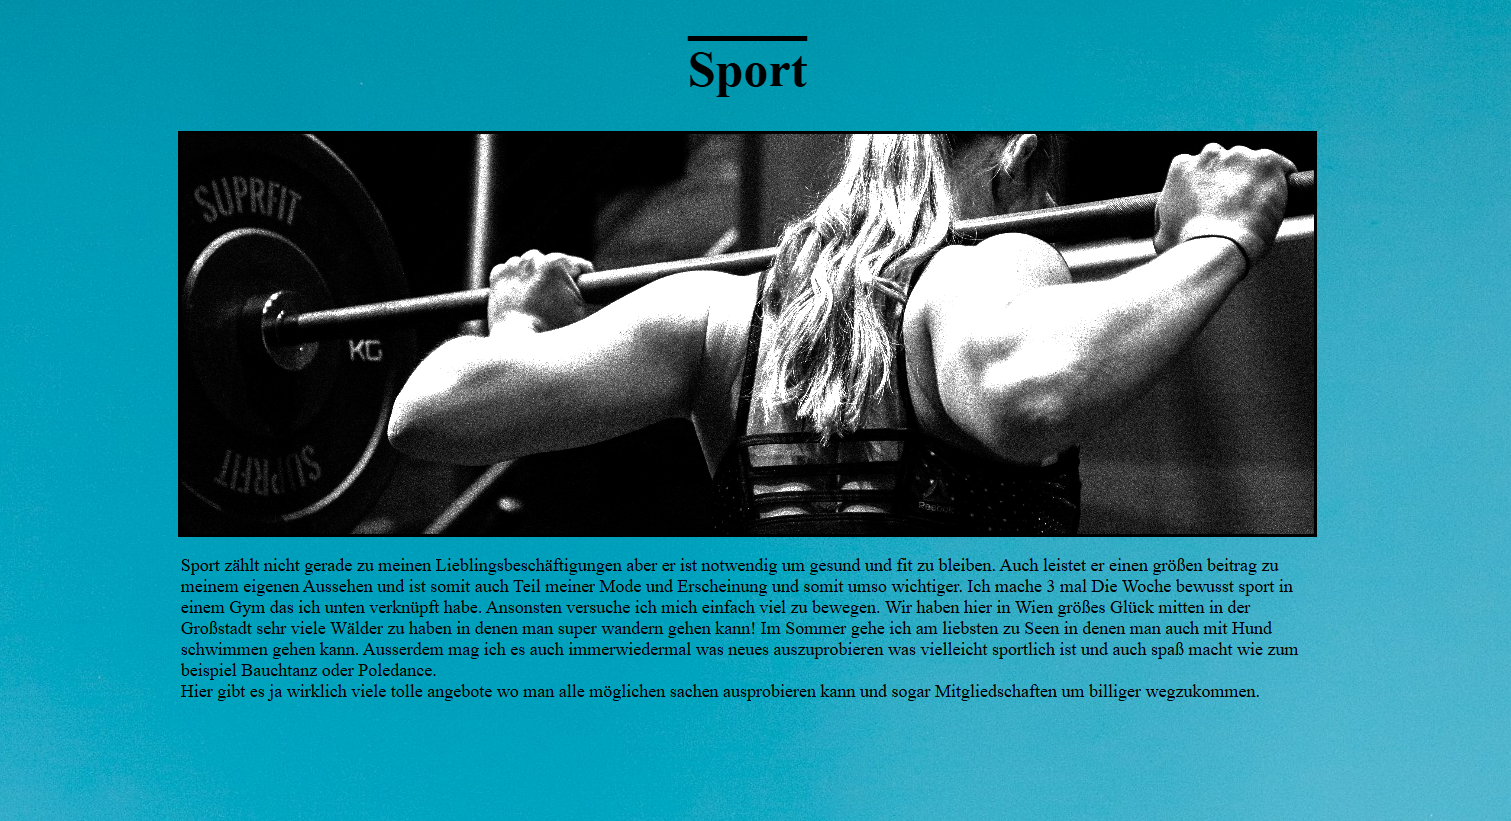 Sport
SUPRFIT
KG
SUPRFIT
Reebok
Sport zählt nicht gerade zu meinen Lieblingsbeschäftigungen aber er ist notwendig um gesund und fit zu bleiben. Auch leistet er einen größen beitrag zu
meinem eigenen Aussehen und ist somit auch Teil meiner Mode und Erscheinung und somit umso wichtiger. Ich mache 3 mal Die Woche bewusst sport in
einem Gym das ich unten verknüpft habe. Ansonsten versuche ich mich einfach viel zu bewegen. Wir haben hier in Wien größes Glück mitten in der
Großstadt sehr viele Wälder zu haben in denen man super wandern gehen kann! Im Sommer gehe ich am liebsten zu Seen in denen man auch mit Hund
schwimmen gehen kann. Ausserdem mag ich es auch immerwiedermal was neues auszuprobieren was vielleicht sportlich ist und auch spaß macht wie zum
beispiel Bauchtanz oder Poledance.
Hier gibt es ja wirklich viele tolle angebote wo man alle möglichen sachen ausprobieren kann und sogar Mitgliedschaften um billiger wegzukommen.